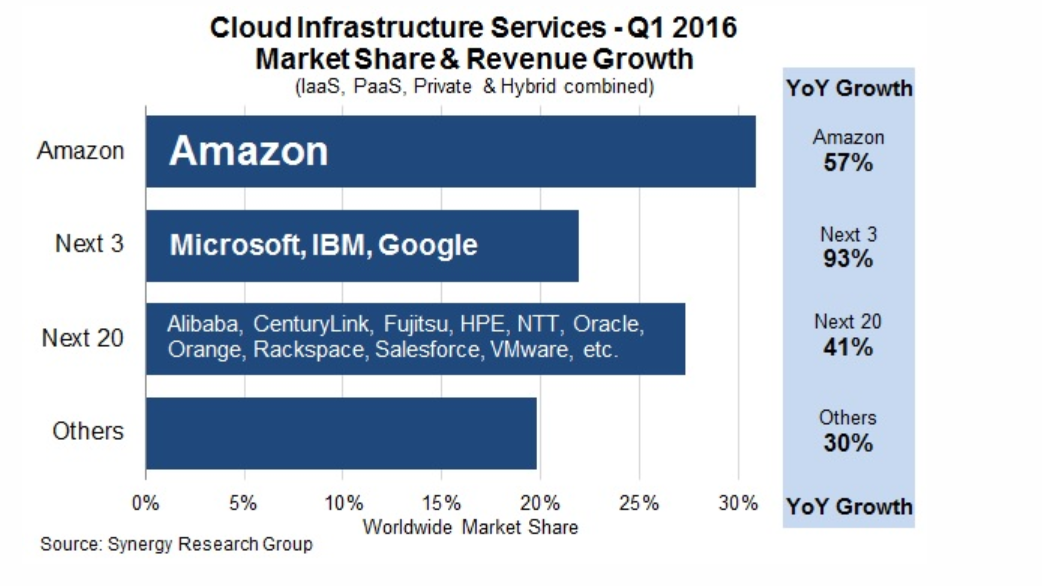 Cloud Infrastructure Services - Q1 2016
Market Share & Revenue Growth
(IaaS, PaaS, Private & Hybrid combined)
YoY Growth
Amazon
Amazon
Amazon
57%
Next 3
Microsoft, IBM, Google
Next 3
93%
Next 20
Alibaba, CenturyLink, Fujitsu, HPE, NTT, Oracle,
Orange, Rackspace, Salesforce, VMware, etc.
Next 20
41%
Others
Others
30%
0% 5% 10% 15% 20% 25% 30%
YoY Growth
Worldwide Market Share
Source: Synergy Research Group